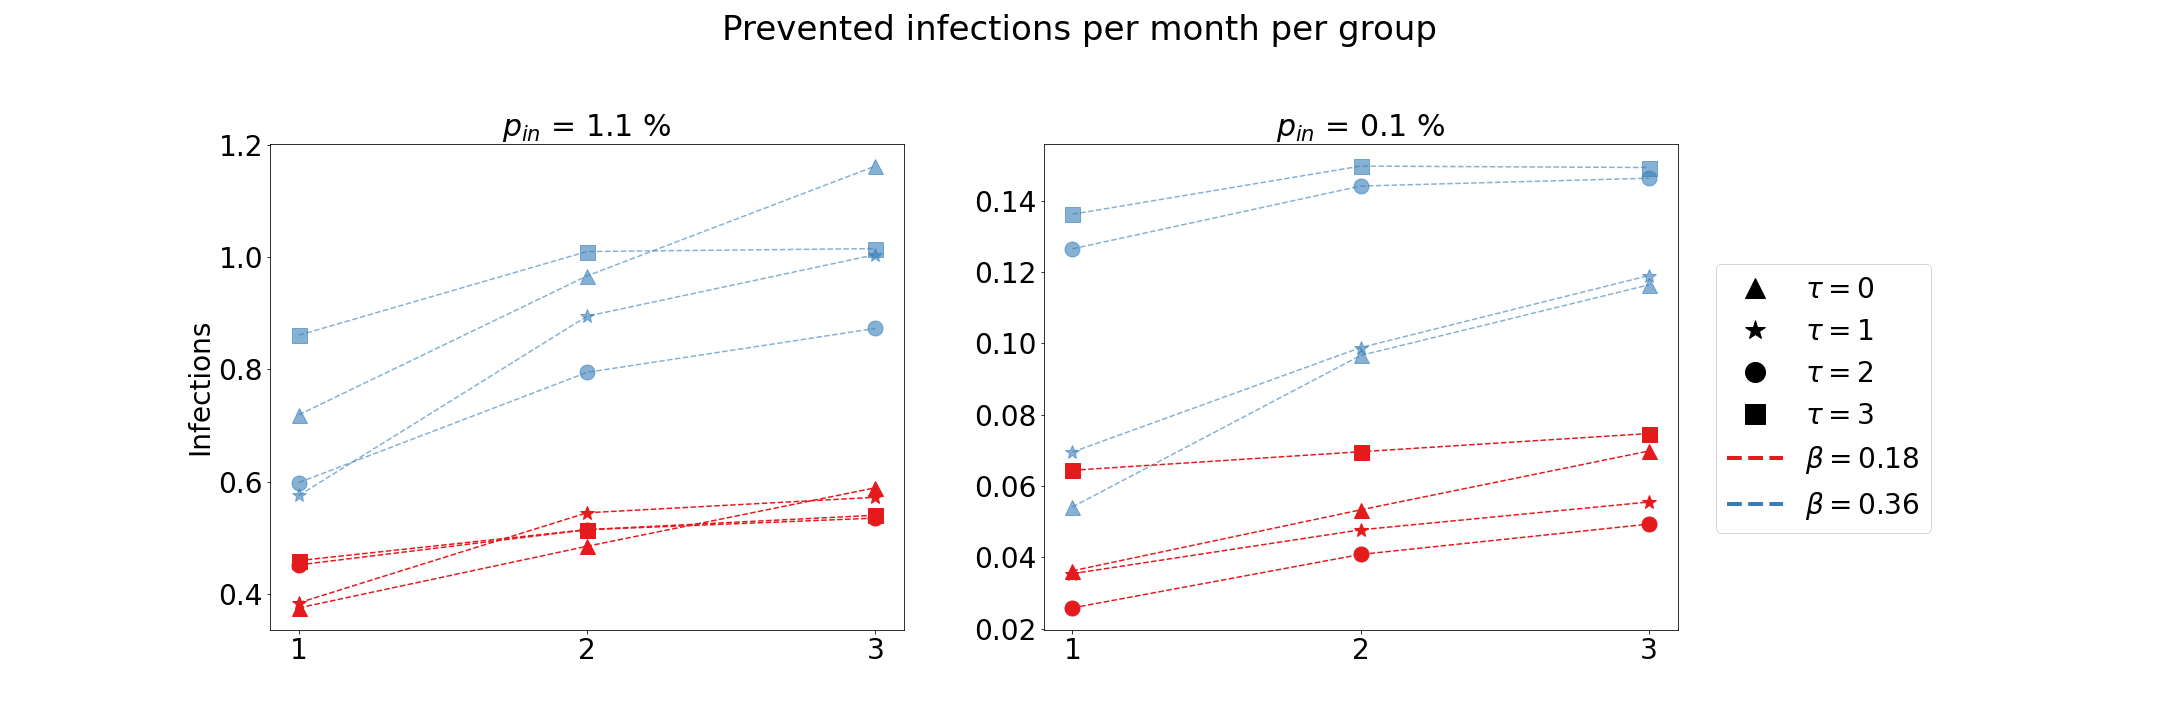 Prevented infections per month per group
p_in = 1.1 %
p_in = 0.1 %
Infections
1.2
1.0
0.8
0.6
0.4
1 2 3
0.14
0.12
0.10
0.08
0.06
0.04
0.02
1 2 3
τ = 0
τ = 1
τ = 2
τ = 3
β = 0.18
β = 0.36